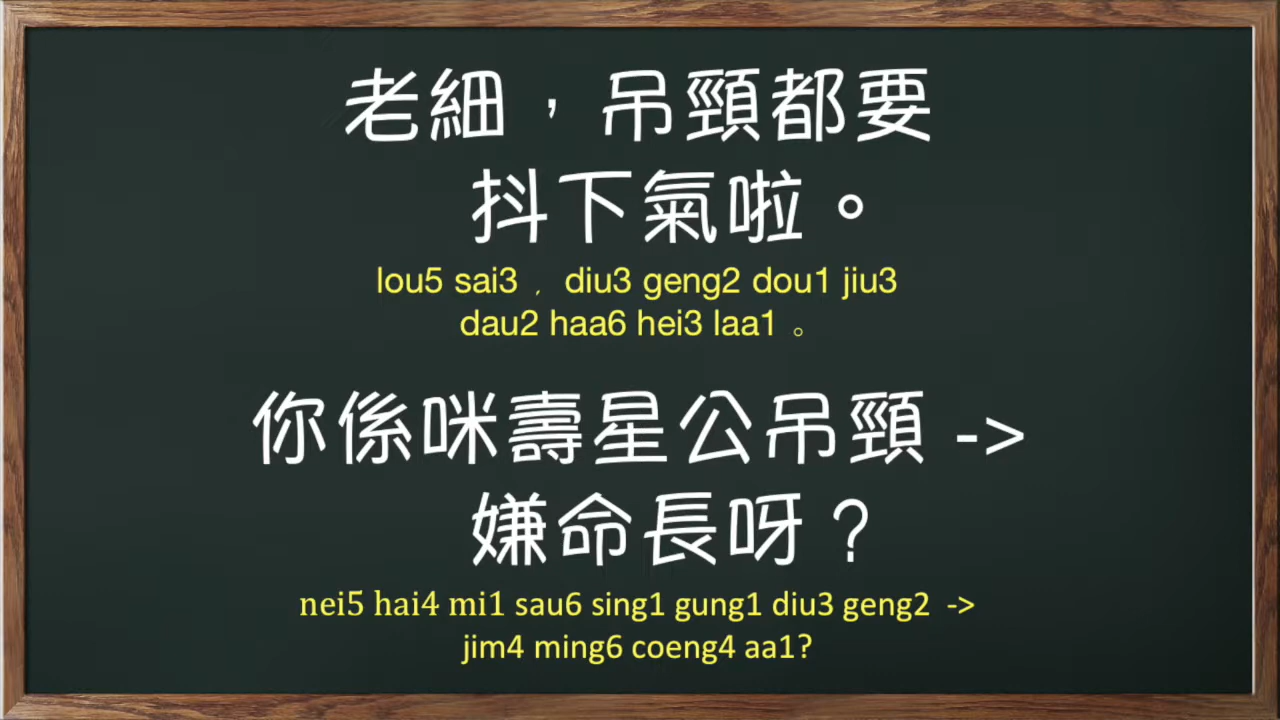 老細，吊頸都要
抖下氣啦。
lou5 sai3 ， diu3 geng2 dou1 jiu3
dau2 haa6 hei3 laa1 。
你係咪壽星公吊頸 ->
嫌命長呀？
nei5 hai4 mi1 sau6 sing1 gung1 diu3 geng2 ->
jim4 ming6 coeng4 aa1?